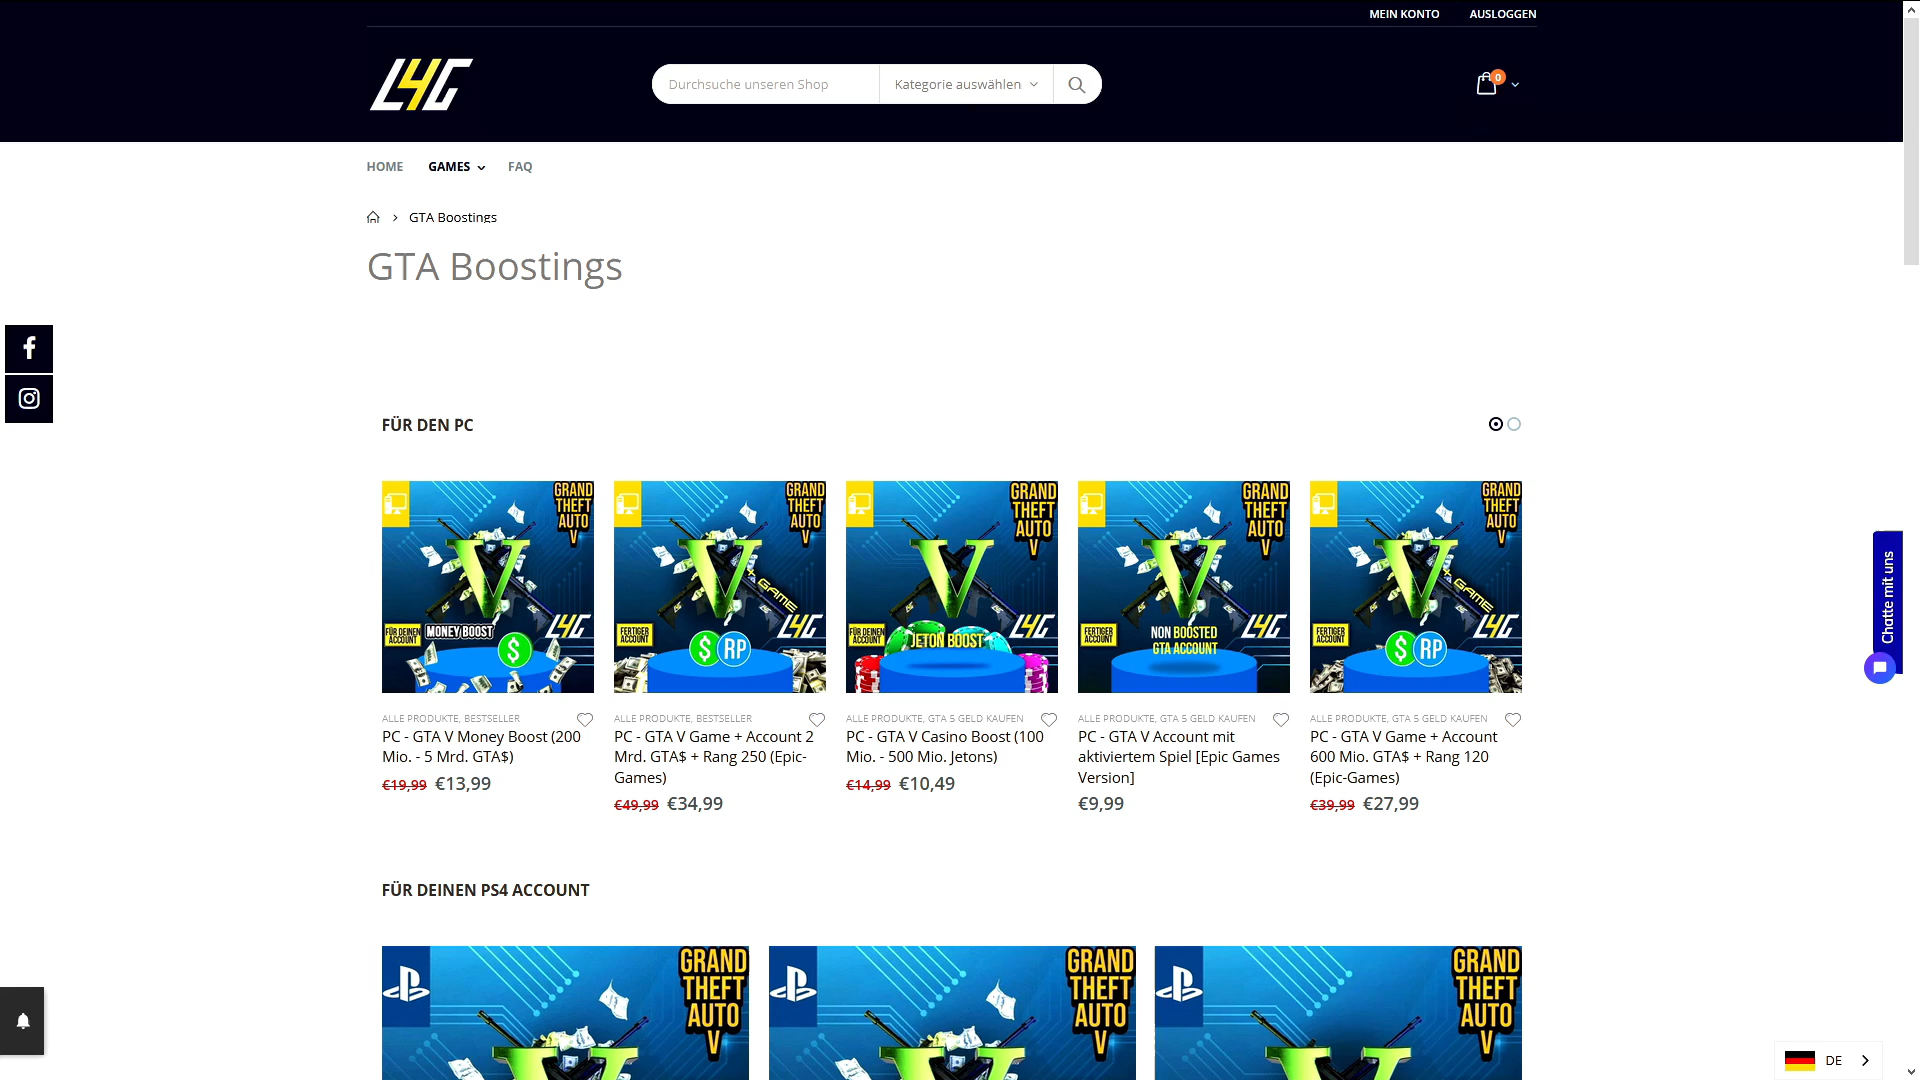 MEIN KONTO
AUSLOGGEN
L4G
Durchsuche unseren Shop
Kategorie auswählen
0
HOME
GAMES
FAQ
GTA Boostings
GTA Boostings
FÜR DEN PC
GRAND
THEFT
AUTO
V
V
FÜR DEINEN
ACCOUNT
MONEY BOOST
L4G
$
GRAND
THEFT
AUTO
V
V
+ GAME
FERTIGER
ACCOUNT
L4G
$
RP
GRAND
THEFT
AUTO
V
V
FÜR DEINEN
ACCOUNT
JETON BOOST
L4G
GRAND
THEFT
AUTO
V
V
FERTIGER
ACCOUNT
NON BOOSTED
GTA ACCOUNT
L4G
GRAND
THEFT
AUTO
V
V
+ GAME
FERTIGER
ACCOUNT
L4G
$
RP
ALLE PRODUKTE, BESTSELLER
PC - GTA V Money Boost (200
Mio. - 5 Mrd. GTA$)
€19,99 €13,99
ALLE PRODUKTE, BESTSELLER
PC - GTA V Game + Account 2
Mrd. GTA$ + Rang 250 (Epic-
Games)
€49,99 €34,99
ALLE PRODUKTE, GTA 5 GELD KAUFEN
PC - GTA V Casino Boost (100
Mio. - 500 Mio. Jetons)
€14,99 €10,49
ALLE PRODUKTE, GTA 5 GELD KAUFEN
PC - GTA V Account mit
aktiviertem Spiel [Epic Games
Version]
€9,99
ALLE PRODUKTE, GTA 5 GELD KAUFEN
PC - GTA V Game + Account
600 Mio. GTA$ + Rang 120
(Epic-Games)
€39,99 €27,99
Chatte mit uns
FÜR DEINEN PS4 ACCOUNT
GRAND
THEFT
AUTO
V
GRAND
THEFT
AUTO
V
GRAND
THEFT
AUTO
V
DE